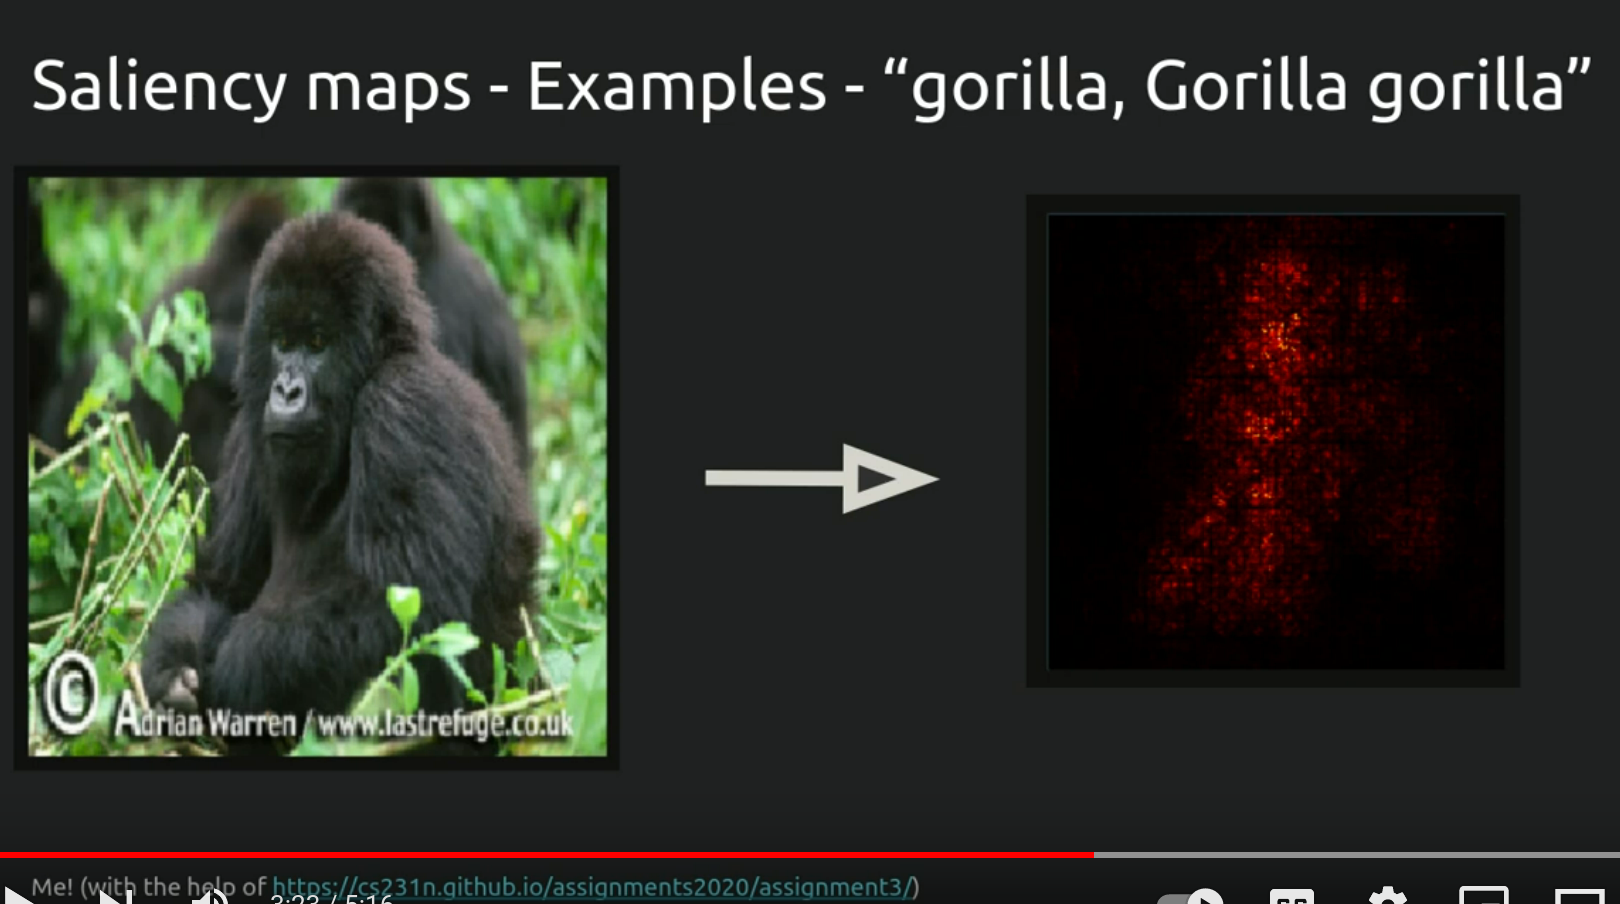 Saliency maps - Examples - “gorilla, Gorilla gorilla”
© Adrian Warren / www.lastrefuge.co.uk
Me! (with the help of https://cs231n.github.io/assignments2020/assignment3/)
3:23 / 5:16